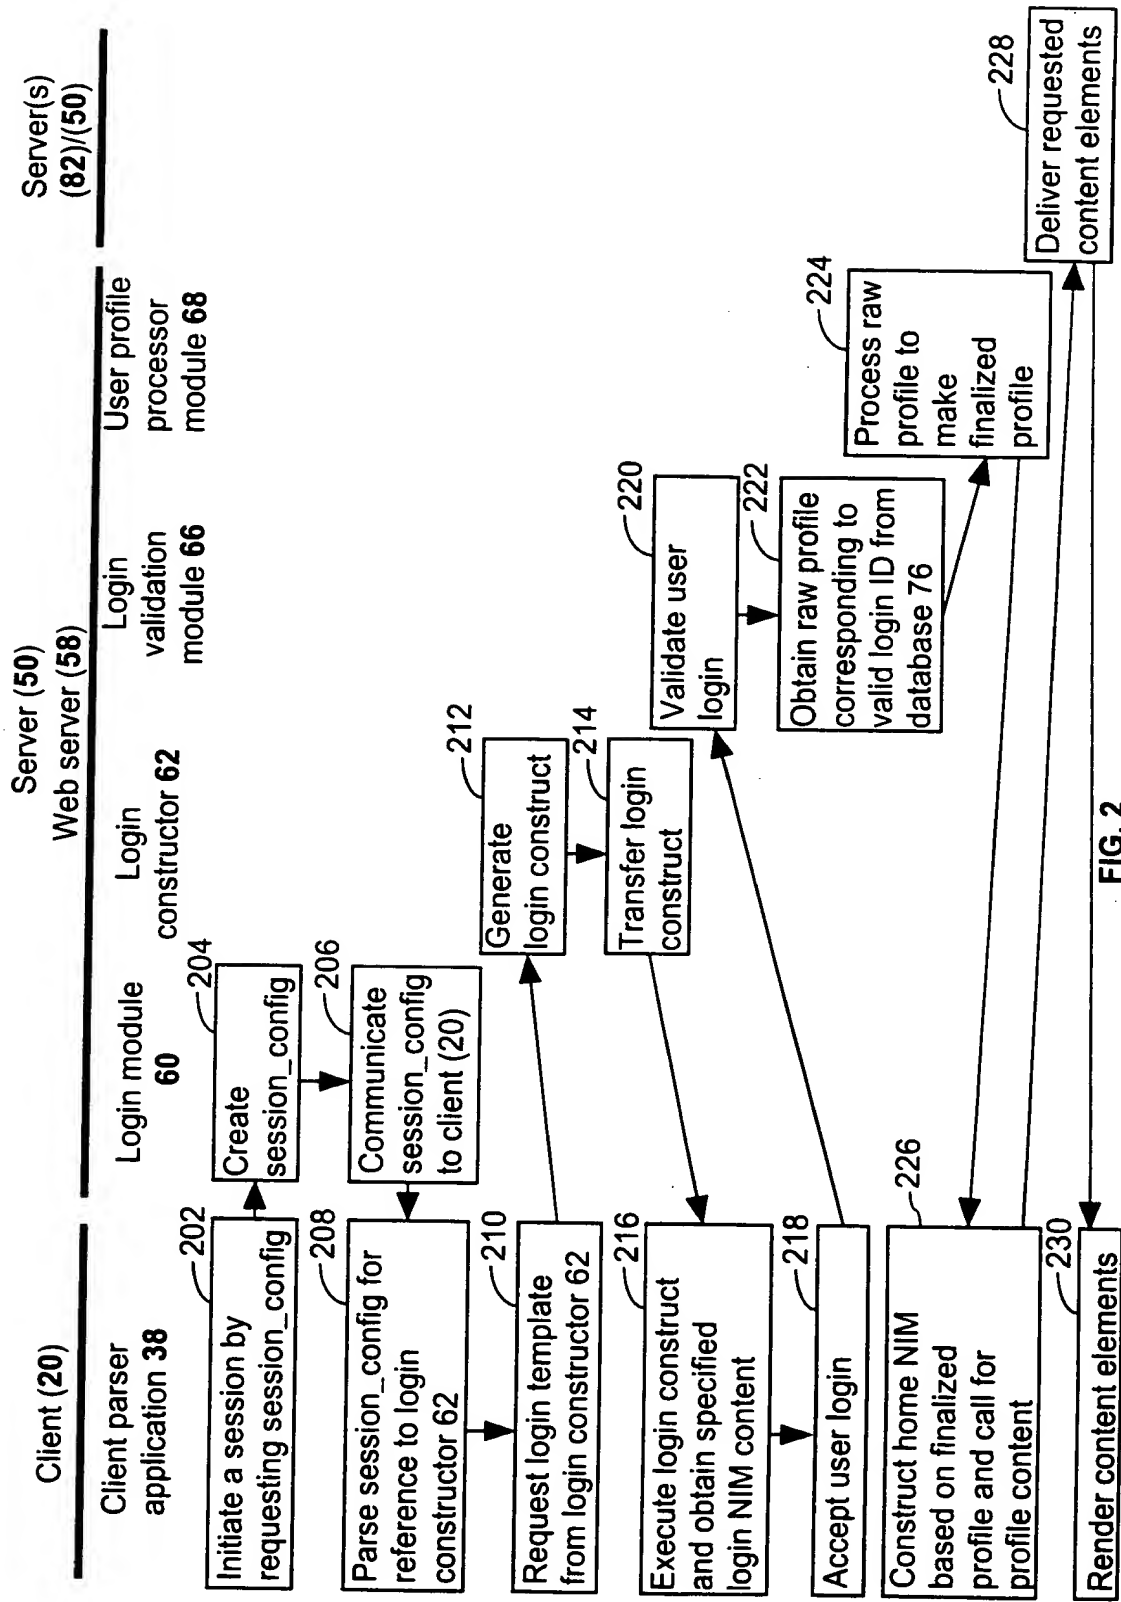 Client (20)
Server (50)
Web server (58)
Server(s)
(82)/(50)
Client parser
application 38
Login module
60
Login
constructor 62
Login
validation
module 66
User profile
processor
module 68
202
Initiate a session by
requesting session_config
204
Create
session_config
206
Communicate
session_config
to client (20)
208
Parse session_config for
reference to login
constructor 62
210
Request login template
from login constructor 62
212
Generate
login construct
214
Transfer login
construct
216
Execute login construct
and obtain specified
login NIM content
218
Accept user login
220
Validate user
login
222
Obtain raw profile
corresponding to
valid login ID from
database 76
224
Process raw
profile to
make
finalized
profile
226
Construct home NIM
based on finalized
profile and call for
profile content
228
Deliver requested
content elements
230
Render content elements
FIG. 2